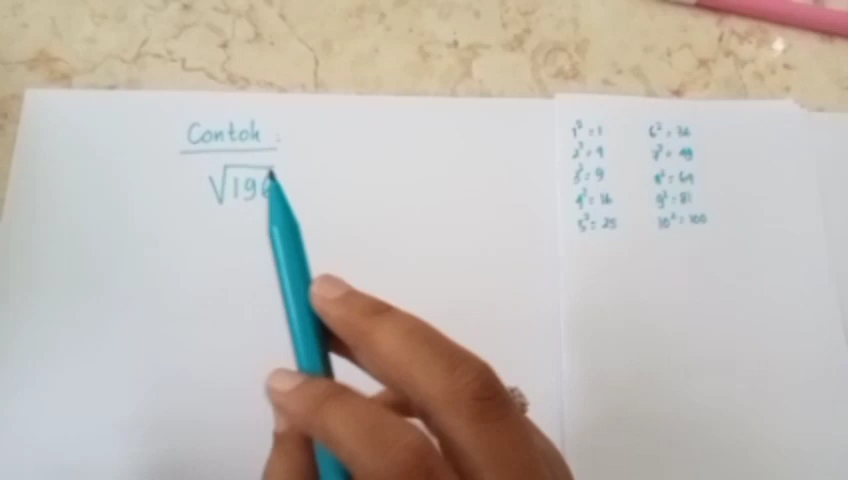 Contoh :
√196
1² = 1
2² = 4
3² = 9
4² = 16
5² = 25
6² = 36
7² = 49
8² = 64
9² = 81
10² = 100